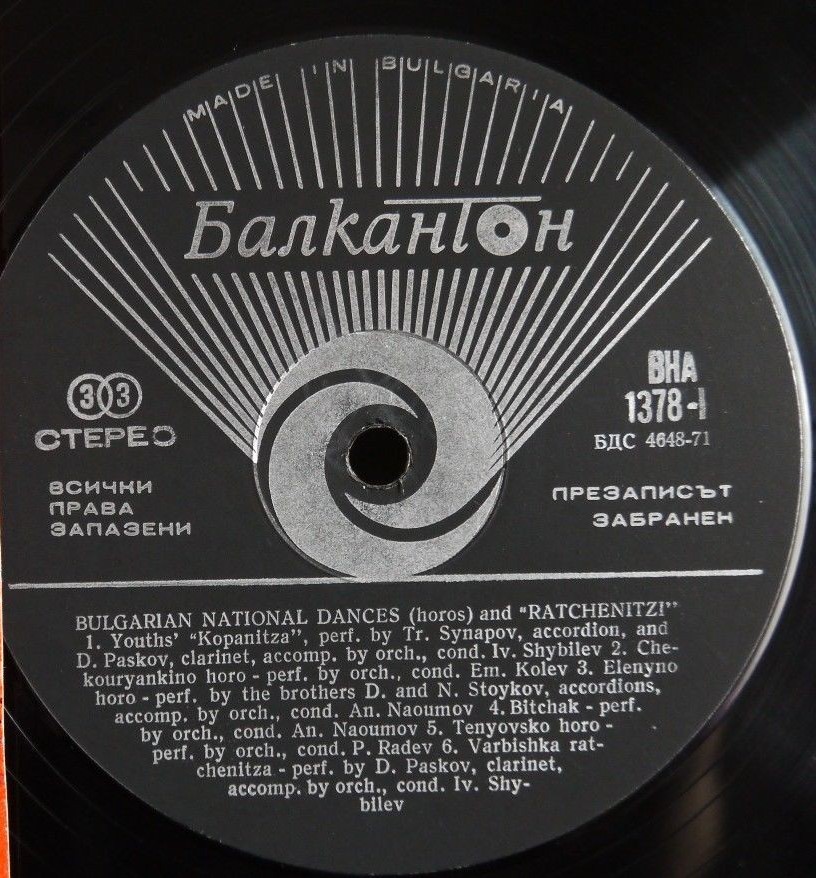 MADE IN BULGARIA
Балкантон
33
СТЕРЕО
ВНА
1378-I
БДС 4648-71
ВСИЧКИ
ПРАВА
ЗАПАЗЕНИ
ПРЕЗАПИСЪТ
ЗАБРАНЕН
BULGARIAN NATIONAL DANCES (horos) and "RATCHENITZI"
1. Youths' "Kopanitza", perf. by Tr. Synapov, accordion, and
D. Paskov, clarinet, accomp. by orch., cond. Iv. Shybilev 2. Che-
kouryankino horo - perf. by orch., cond. Em. Kolev 3. Elenyno
horo - perf. by the brothers D. and N. Stoykov, accordions,
accomp. by orch., cond. An. Naoumov 4. Bitchak - perf.
by orch., cond. An. Naoumov 5. Tenyovsko horo -
perf. by orch., cond. P. Radev 6. Varbishka rat-
chenitza - perf. by D. Paskov, clarinet,
accomp. by orch., cond. Iv. Shy-
bilev